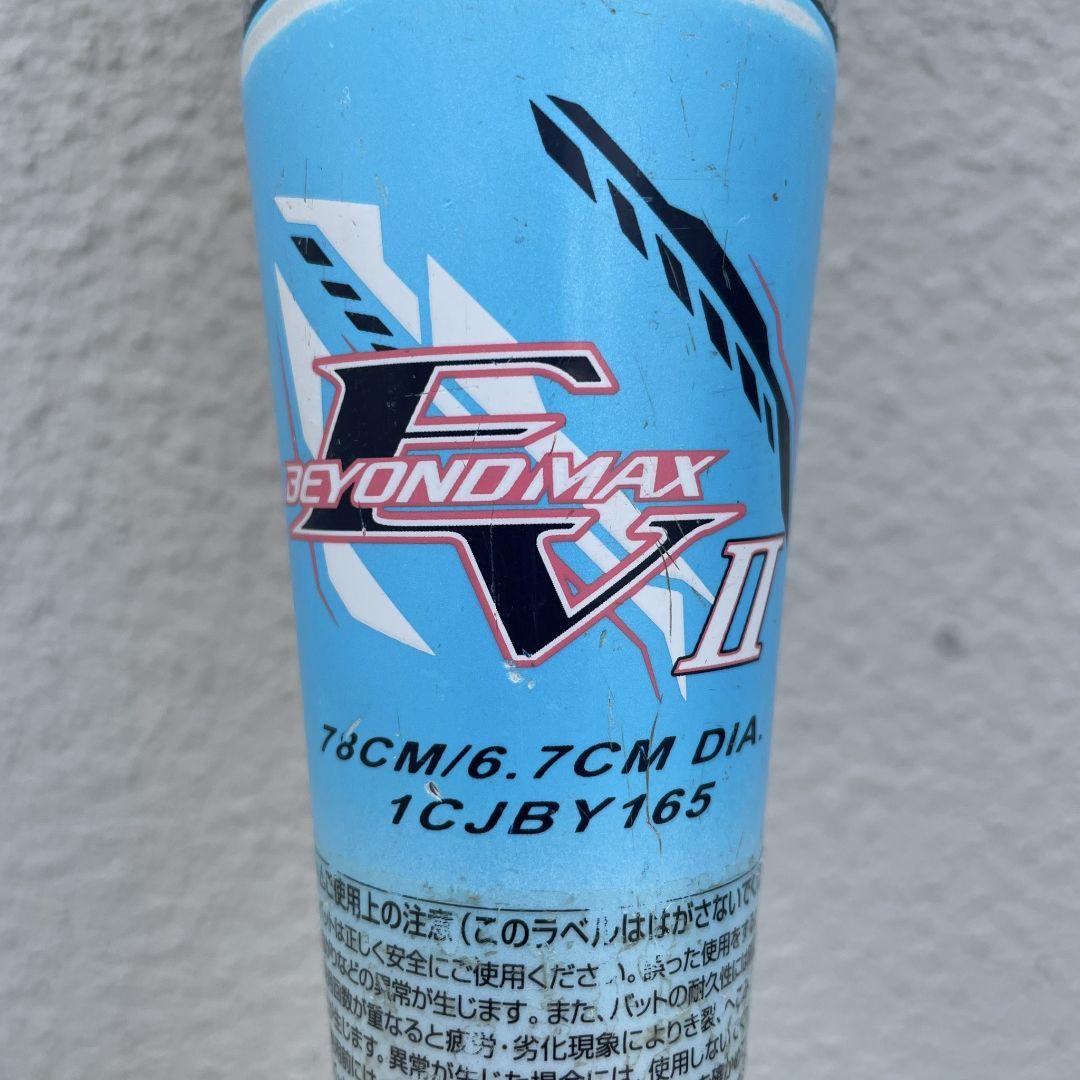 EV
BEYONDMAX
II
78CM/6.7CM DIA.
1CJBY165
使用上の注意(このラベルははがさないで
は正しく安全にご使用ください。誤った使用を
などの異常が生じます。また、バットの耐久性に
回数が重なると疲労・劣化現象によりき裂、へこ
生じます。異常が生じた場合には、使用しない